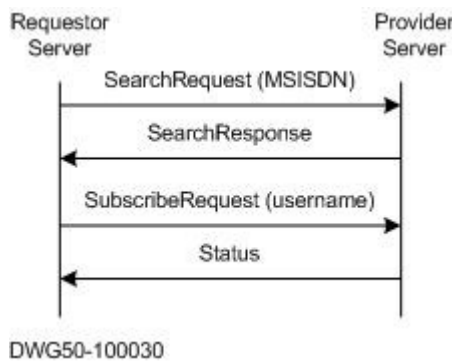 Requestor
Server
Provider
Server
SearchRequest (MSISDN)
SearchResponse
SubscribeRequest (username)
Status
DWG50-100030